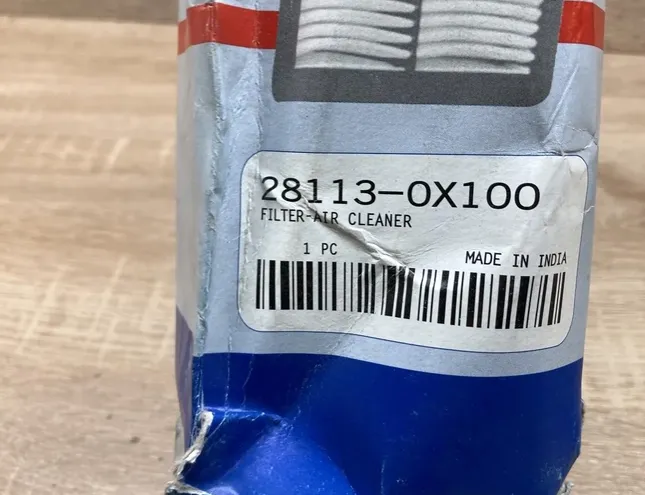 28113-0X100
FILTER-AIR CLEANER
1 PC
MADE IN INDIA